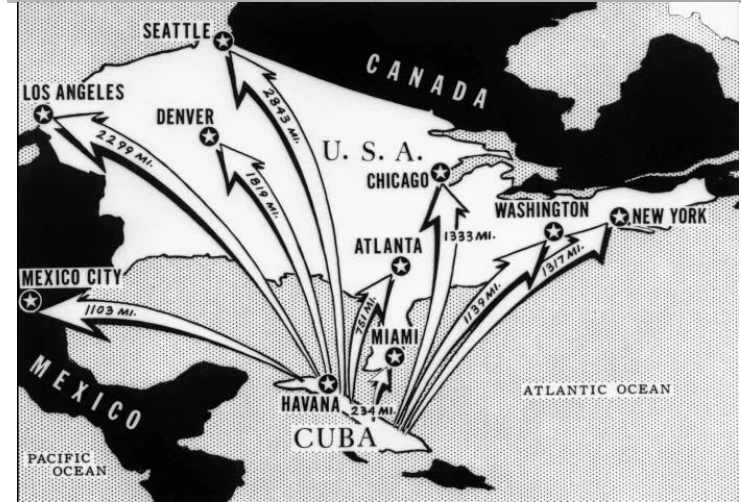 SEATTLE
CANADA
LOS ANGELES
DENVER
2843 MI.
2299 MI.
1819 MI.
U. S. A.
CHICAGO
WASHINGTON
NEW YORK
1333 MI.
ATLANTA
MEXICO CITY
1103 MI.
751 MI.
1139 MI.
1317 MI.
MIAMI
MEXICO
HAVANA
234 MI.
ATLANTIC OCEAN
CUBA
PACIFIC
OCEAN